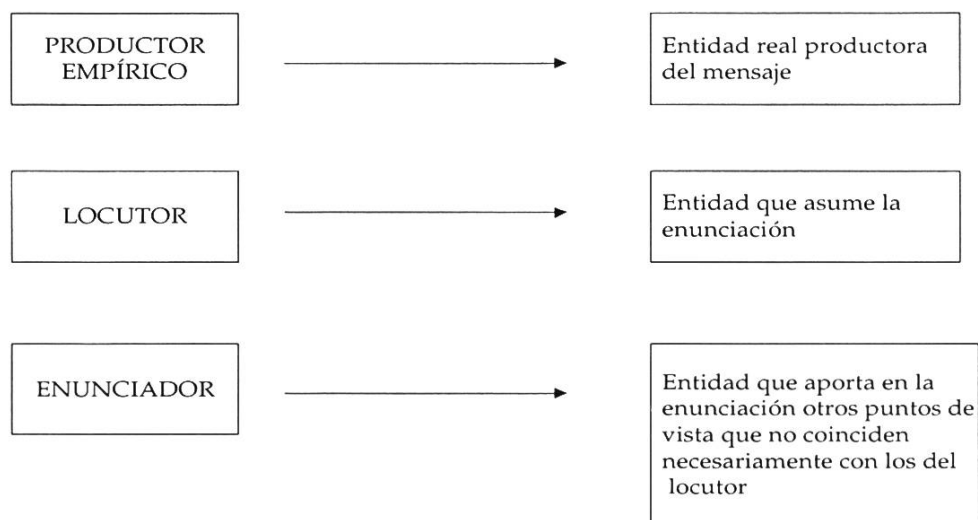 PRODUCTOR
EMPÍRICO
Entidad real productora
del mensaje
LOCUTOR
Entidad que asume la
enunciación
ENUNCIADOR
Entidad que aporta en la
enunciación otros puntos de
vista que no coinciden
necesariamente con los del
locutor